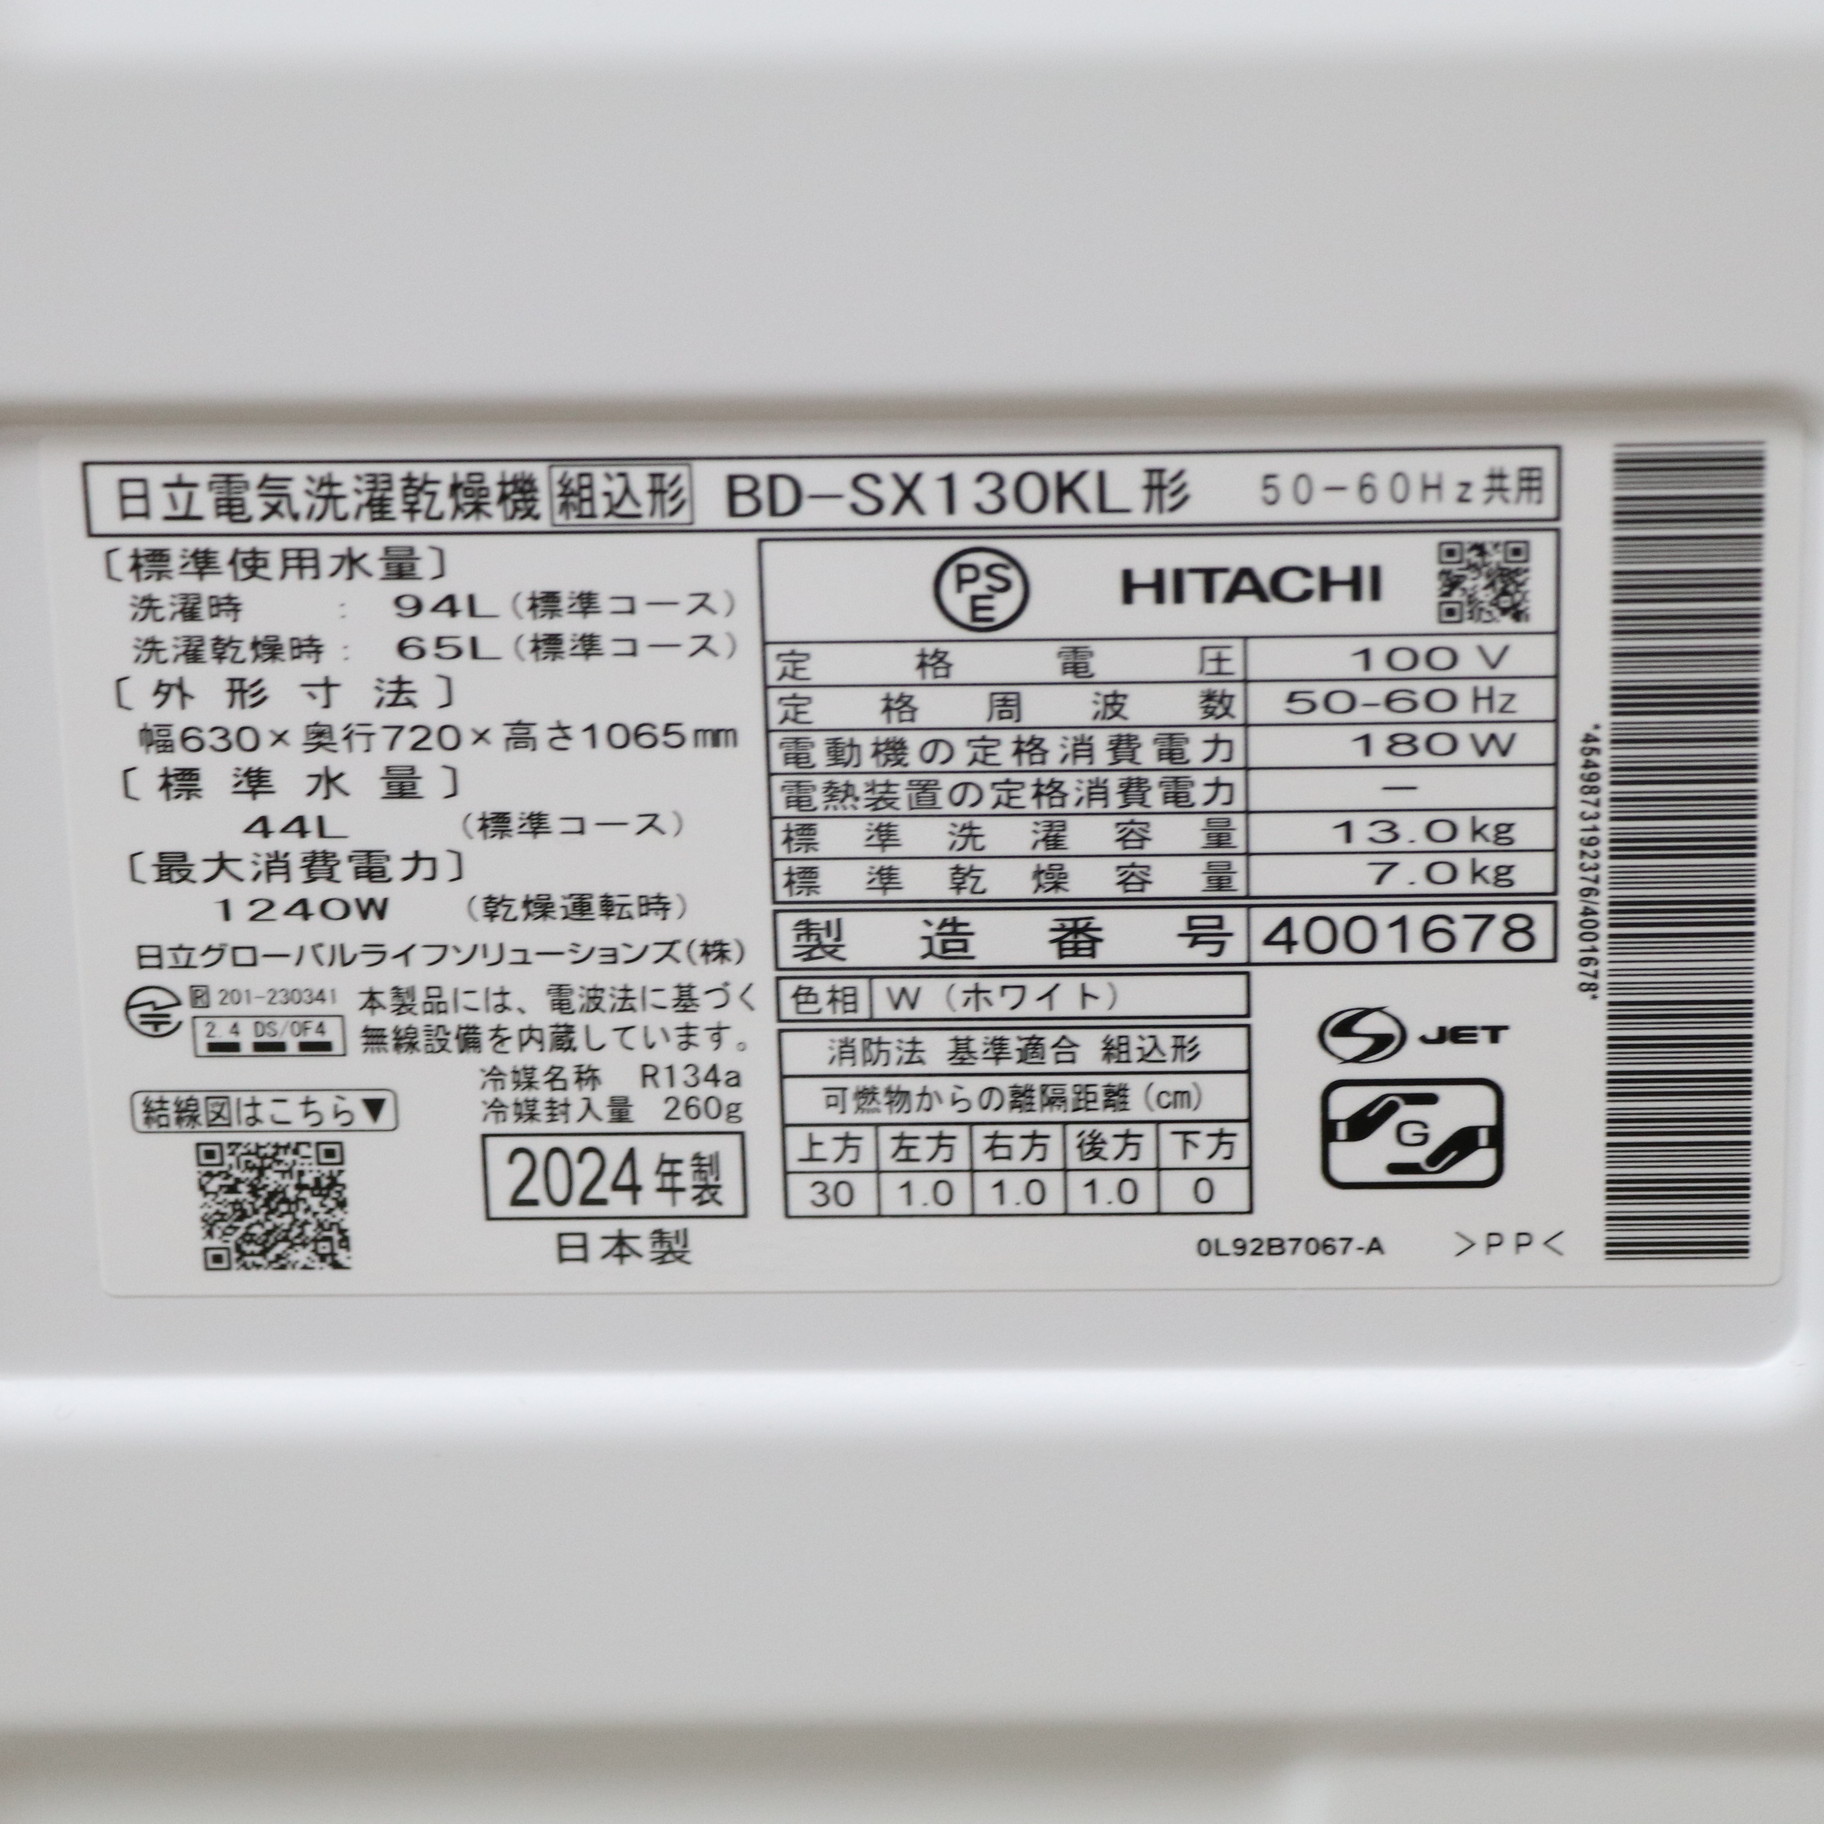 日立電気洗濯乾燥機 組込形 BD-SX130KL形 50-60Hz共用
〔標準使用水量〕
洗濯時 : 94L(標準コース)
洗濯乾燥時: 65L(標準コース)
〔外形寸法〕
幅630×奥行720×高さ1065mm
〔標準水量〕
44L (標準コース)
〔最大消費電力〕
1240W (乾燥運転時)
日立グローバルライフソリューションズ(株)
R 201-230341 本製品には、電波法に基づく
2.4 DS/OF4 無線設備を内蔵しています。
冷媒名称 R134a
冷媒封入量 260g
結線図はこちら▼
2024年製
日本製
PSE HITACHI
定格電圧 100V
定格周波数 50-60Hz
電動機の定格消費電力 180W
電熱装置の定格消費電力 −
標準洗濯容量 13.0kg
標準乾燥容量 7.0kg
製造番号 4001678
色相 W (ホワイト)
消防法 基準適合 組込形
可燃物からの離隔距離(cm)
上方 左方 右方 後方 下方
30 1.0 1.0 1.0 0
S JET
G
0L92B7067-A >PP<
*4549873192376/4001678*